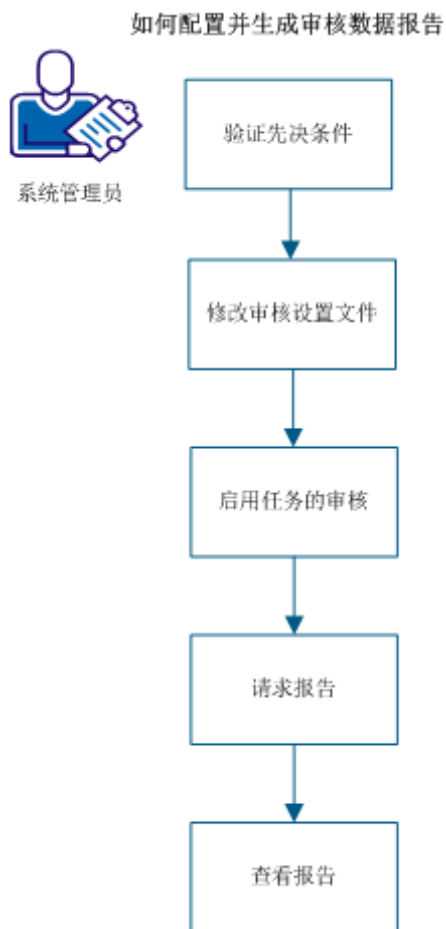 如何配置并生成审核数据报告
系统管理员
验证先决条件
修改审核设置文件
启用任务的审核
请求报告
查看报告